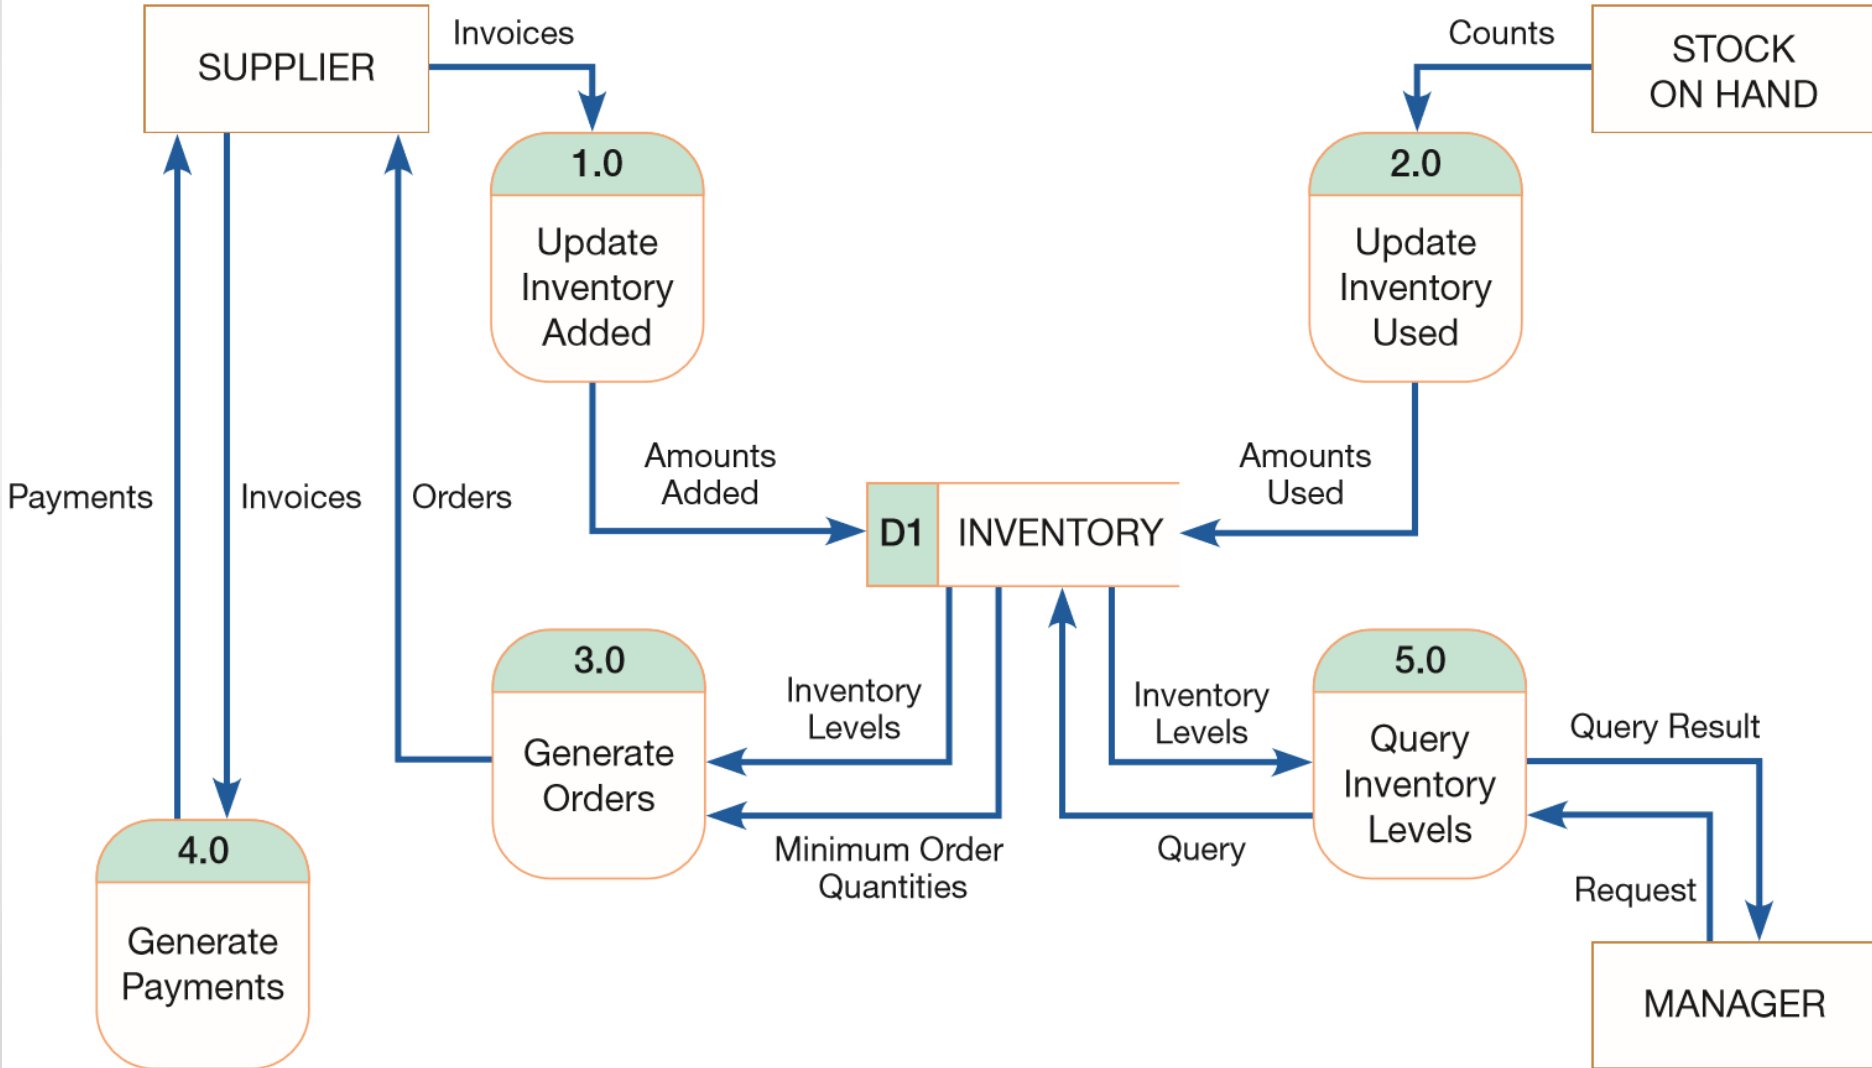 SUPPLIER
Invoices
Counts
STOCK
ON HAND
1.0
Update
Inventory
Added
2.0
Update
Inventory
Used
Payments
Invoices
Orders
Amounts
Added
Amounts
Used
D1
INVENTORY
3.0
Generate
Orders
Inventory
Levels
Minimum Order
Quantities
Inventory
Levels
Query
5.0
Query
Inventory
Levels
Query Result
Request
4.0
Generate
Payments
MANAGER